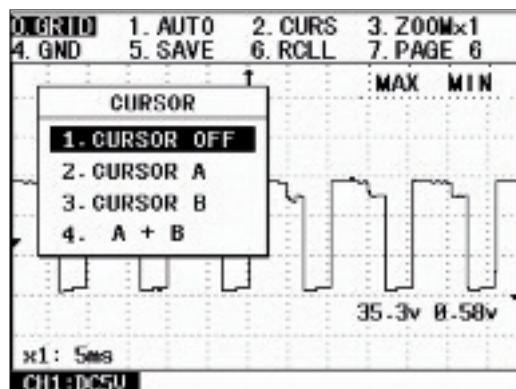 0.GRID 1.AUTO 2.CURS 3.ZOOM×1
4.GND 5.SAVE 6.RCLL 7.PAGE 6
MAX MIN
CURSOR
1.CURSOR OFF
2.CURSOR A
3.CURSOR B
4. A + B
35.3v 0.58v
x1: 5ms
CH1:DC5V